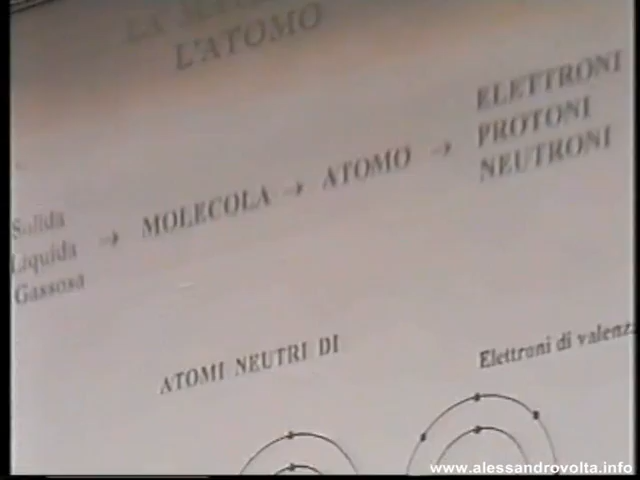 L'ATOMO
ELETTRONI
PROTONI
NEUTRONI
Solida
Liquida
Gassosa
→ MOLECOLA → ATOMO →
ATOMI NEUTRI DI
Elettroni di valenz
www.alessandrovolta.info